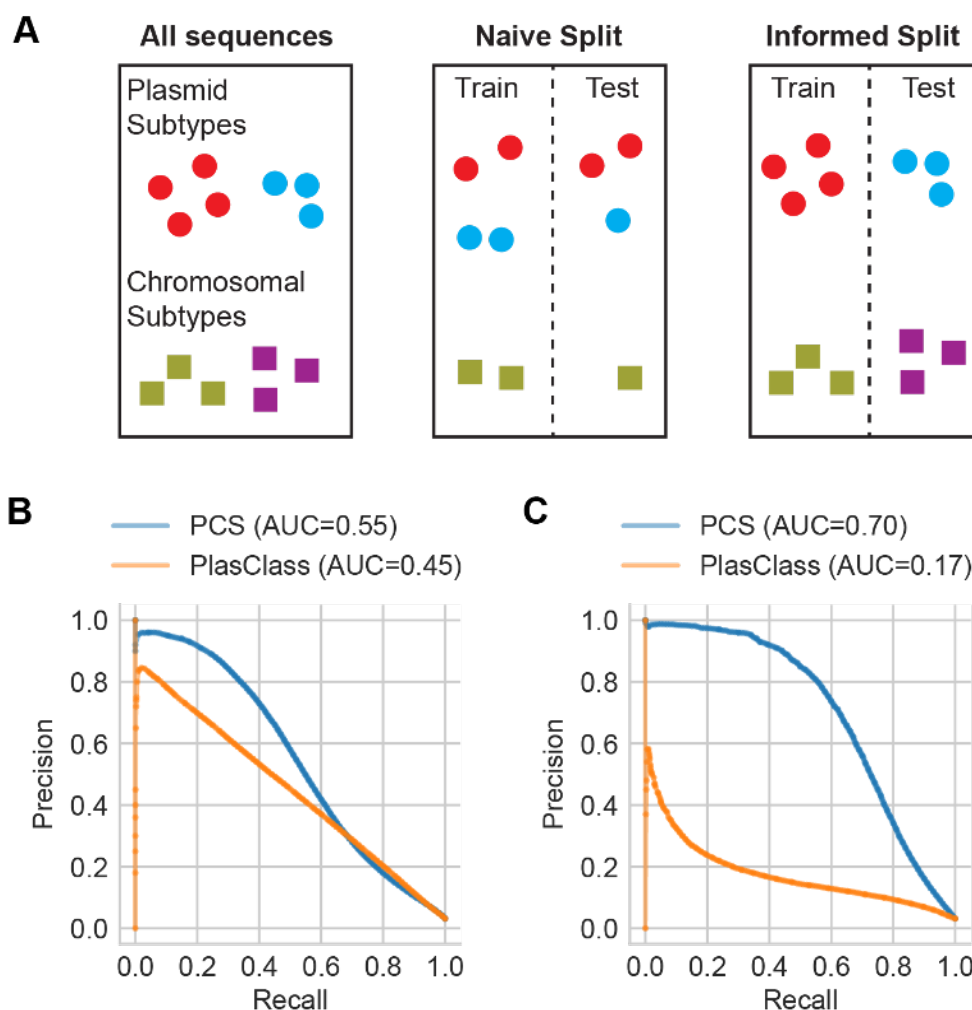 A
All sequences
Naive Split
Informed Split
Plasmid
Subtypes
Chromosomal
Subtypes
Train
Test
Train
Test
B
PCS (AUC=0.55)
PlasClass (AUC=0.45)
1.0
0.8
0.6
0.4
0.2
0.0
Precision
0.0 0.2 0.4 0.6 0.8 1.0
Recall
C
PCS (AUC=0.70)
PlasClass (AUC=0.17)
1.0
0.8
0.6
0.4
0.2
0.0
Precision
0.0 0.2 0.4 0.6 0.8 1.0
Recall